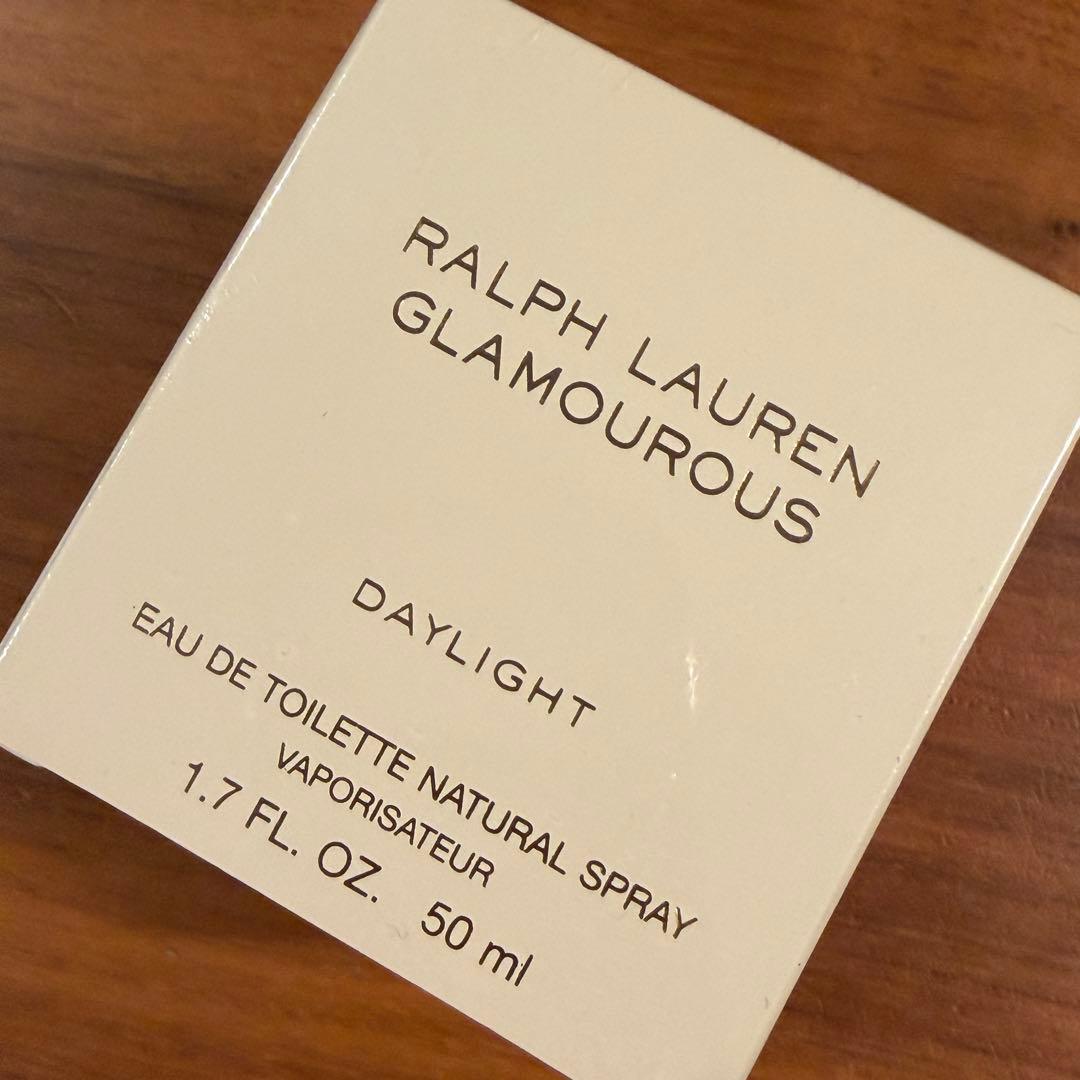 RALPH LAUREN
GLAMOUROUS
DAYLIGHT
EAU DE TOILETTE NATURAL SPRAY
VAPORISATEUR
1.7 FL. OZ. 50 ml